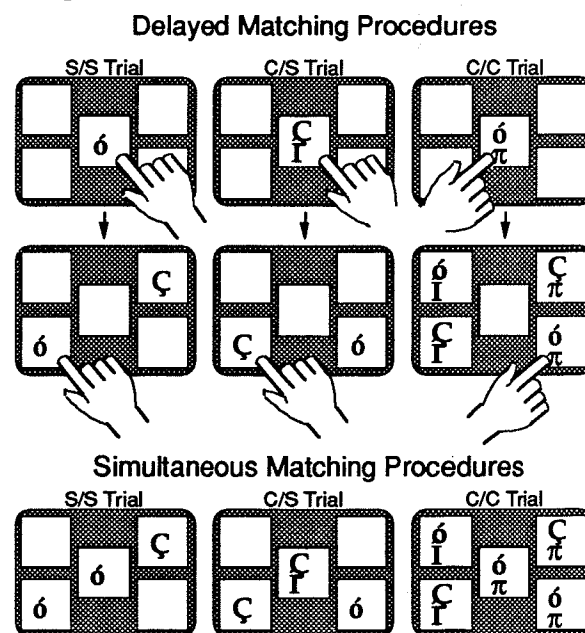 Delayed Matching Procedures
S/S Trial C/S Trial C/C Trial
ó Ç ó
Γ π
Ç ó Ç
Γ π
ó Ç ó Ç ó
Γ π
Simultaneous Matching Procedures
S/S Trial C/S Trial C/C Trial
Ç ó Ç
Γ π
ó Ç ó
Γ π
ó Ç ó Ç ó
Γ π